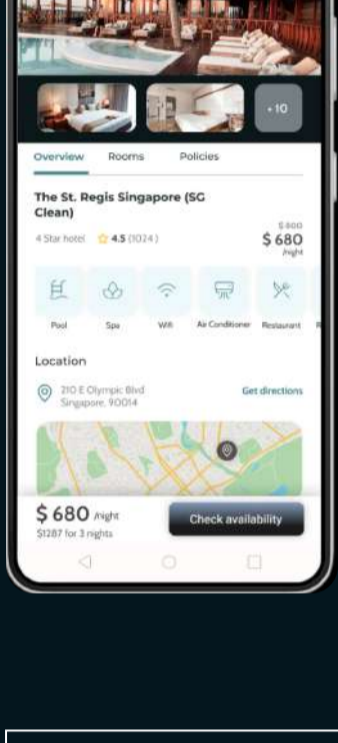 +10
Overview Rooms Policies
The St. Regis Singapore (SG
Clean)
$ 800
4 Star hotel 4.5 (1024)
$ 680
/night
Pool Spa Wifi Air Conditioner Restaurant
Location
210 E Olympic Blvd
Singapore, 90014
Get directions
$ 680 /night
$1287 for 3 nights
Check availability